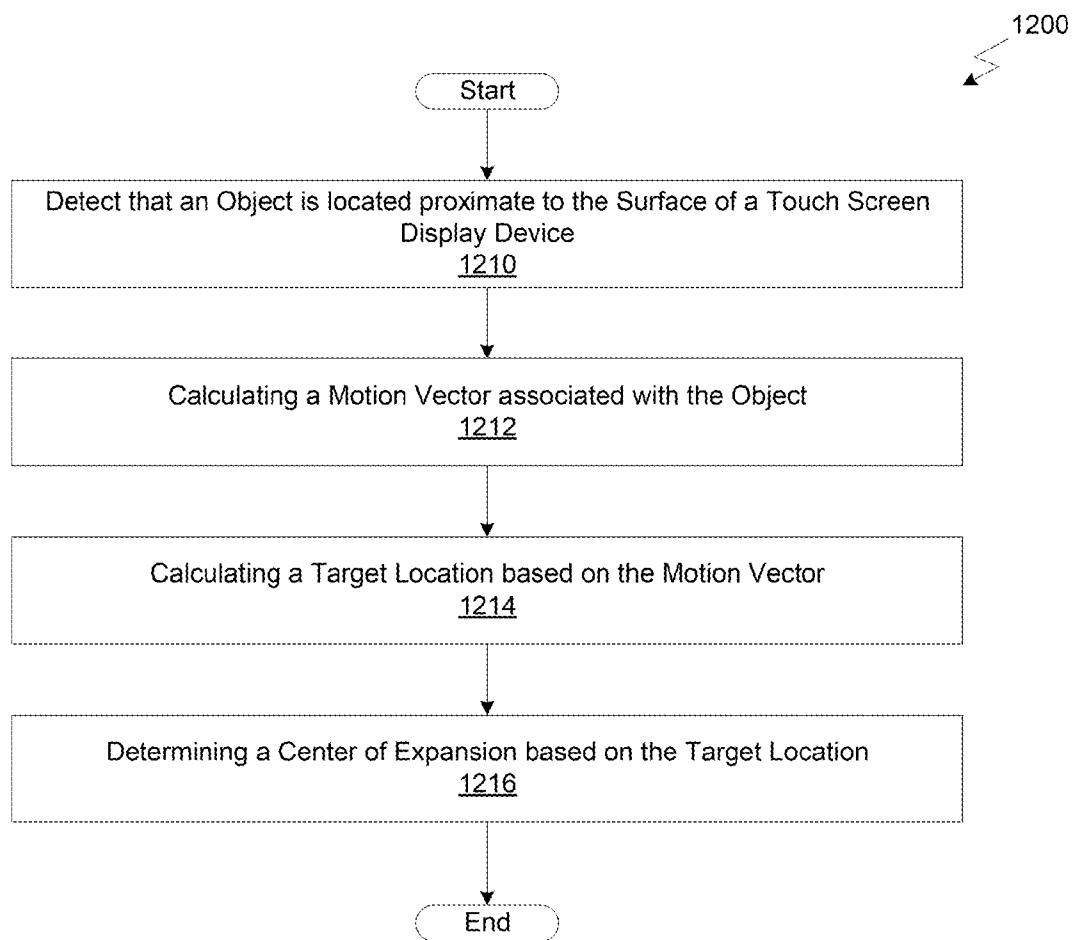 1200
Start
Detect that an Object is located proximate to the Surface of a Touch Screen
Display Device
1210
Calculating a Motion Vector associated with the Object
1212
Calculating a Target Location based on the Motion Vector
1214
Determining a Center of Expansion based on the Target Location
1216
End